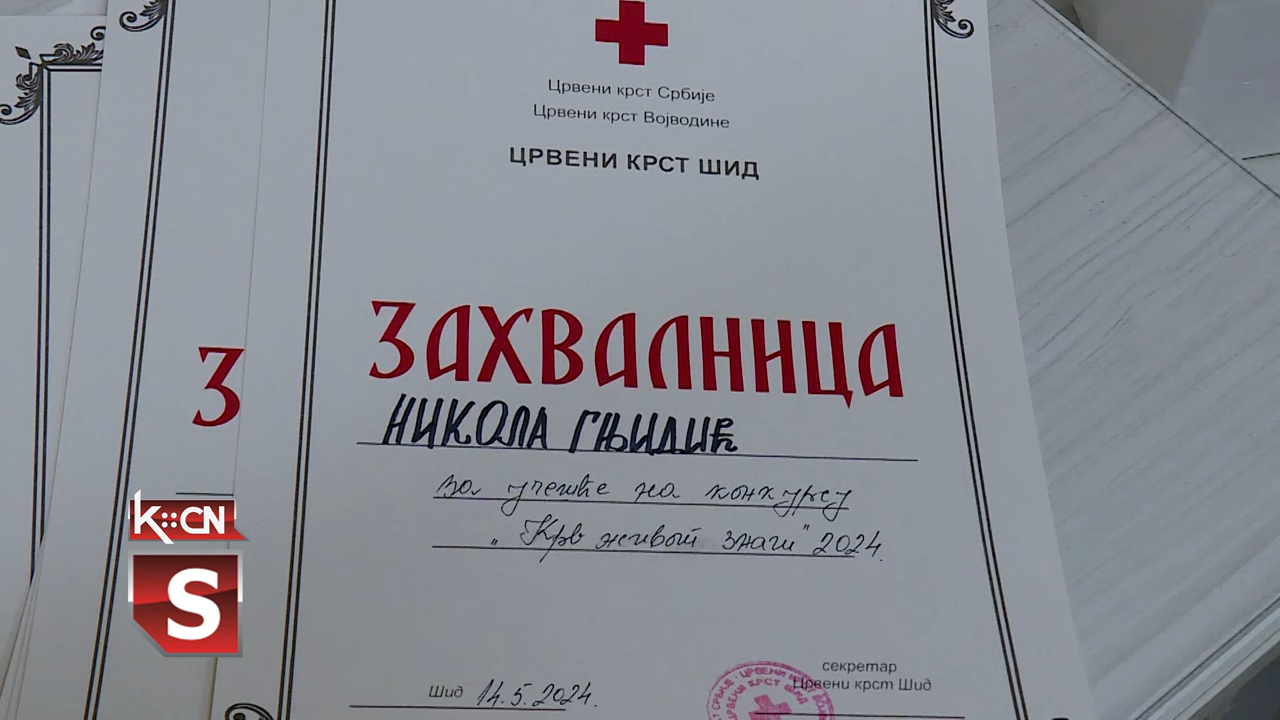 Црвени крст Србије
Црвени крст Војводине
ЦРВЕНИ КРСТ ШИД
ЗАХВАЛНИЦА
З
НИКОЛА ГЊИДИЋ
за учешће на конкурсу
„Крв живот значи" 2024.
K::CN
S
секретар
Црвени крст Шид
Шид 14.5.2024.